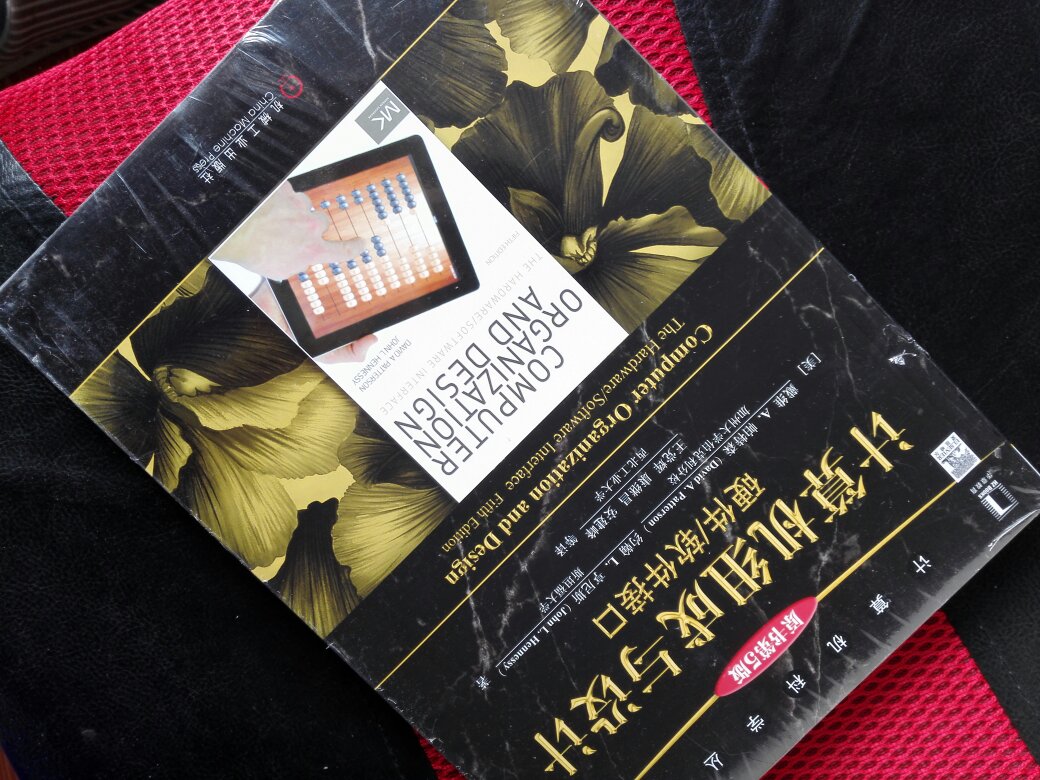 计算机科学丛
原书第5版
计算机组成与设计
硬件/软件接口
[美] 戴维 A. 帕特森 (David A. Patterson) 约翰 L. 亨尼斯 (John L. Hennessy) 著
加州大学伯克利分校 斯坦福大学
王党辉 康继昌 安建峰 等译
西北工业大学
Computer Organization and Design
The Hardware/Software Interface Fifth Edition
COMPUTER
ORGANIZATION
AND DESIGN
THE HARDWARE/SOFTWARE INTERFACE
FIFTH EDITION
DAVID A. PATTERSON
JOHN L. HENNESSY
MK
机械工业出版社
China Machine Press